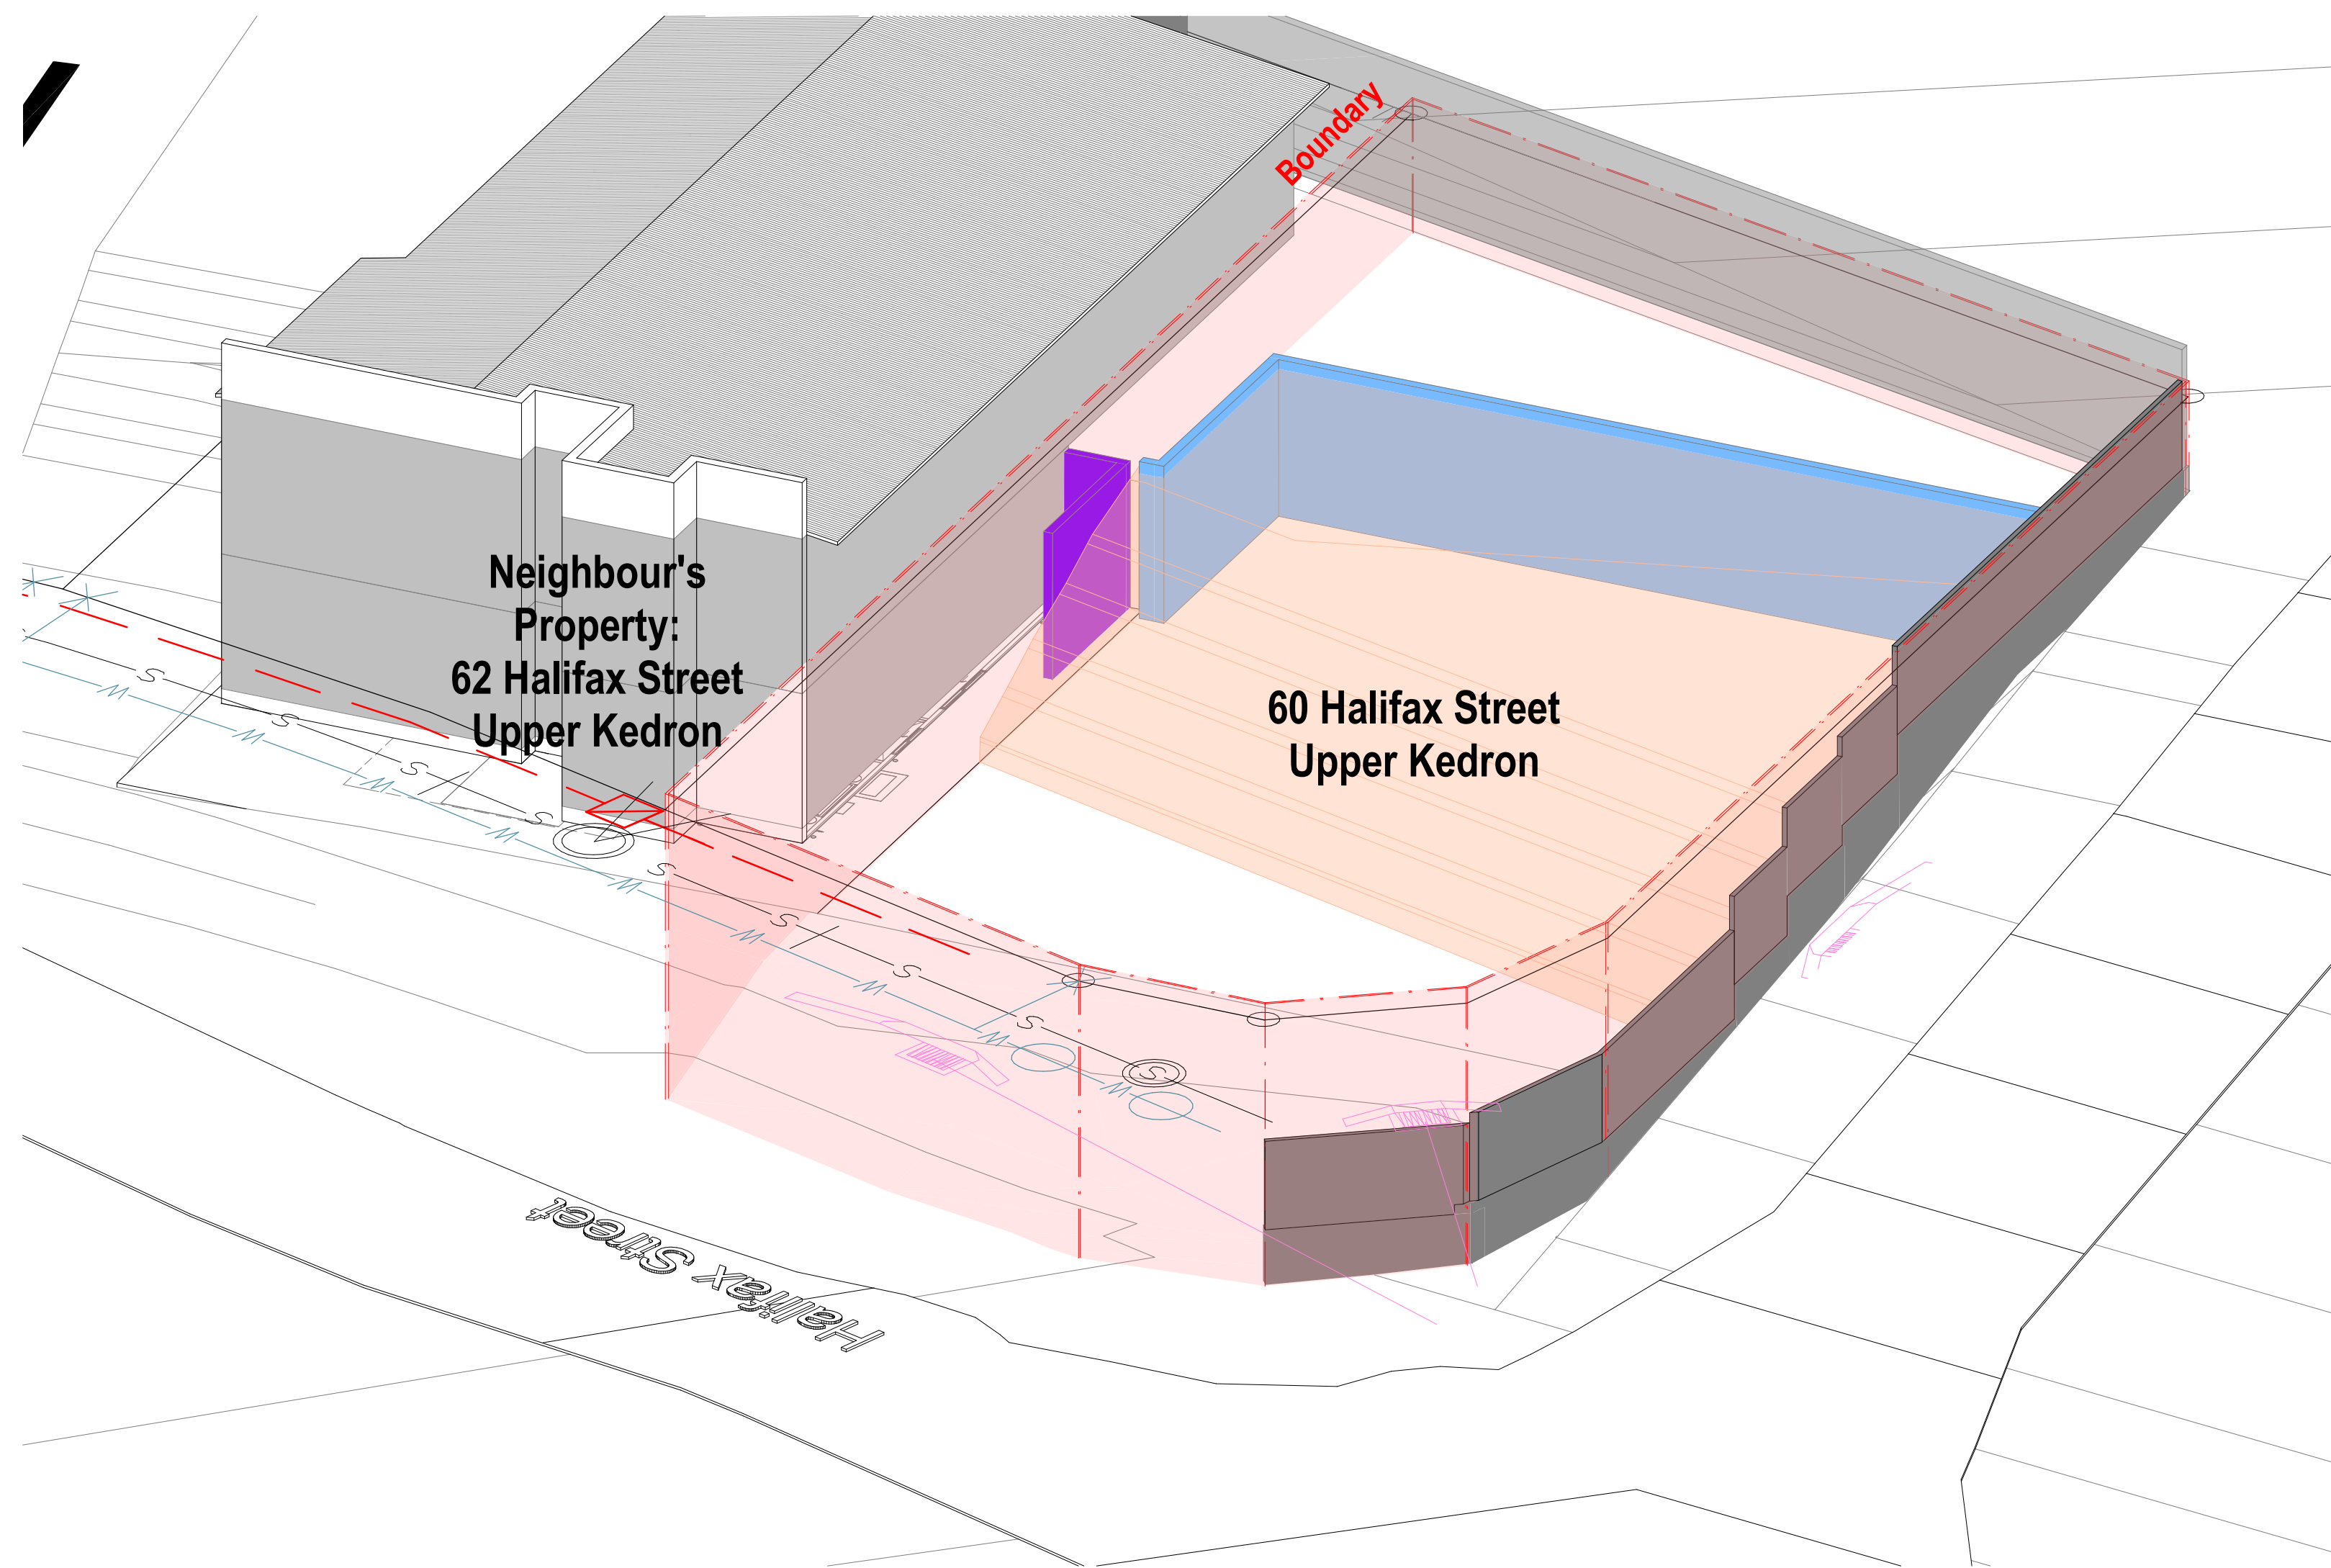 Boundary
Neighbour's
Property:
62 Halifax Street
Upper Kedron
60 Halifax Street
Upper Kedron
S
S
S
S
S
S
S
S
S
Halifax Street